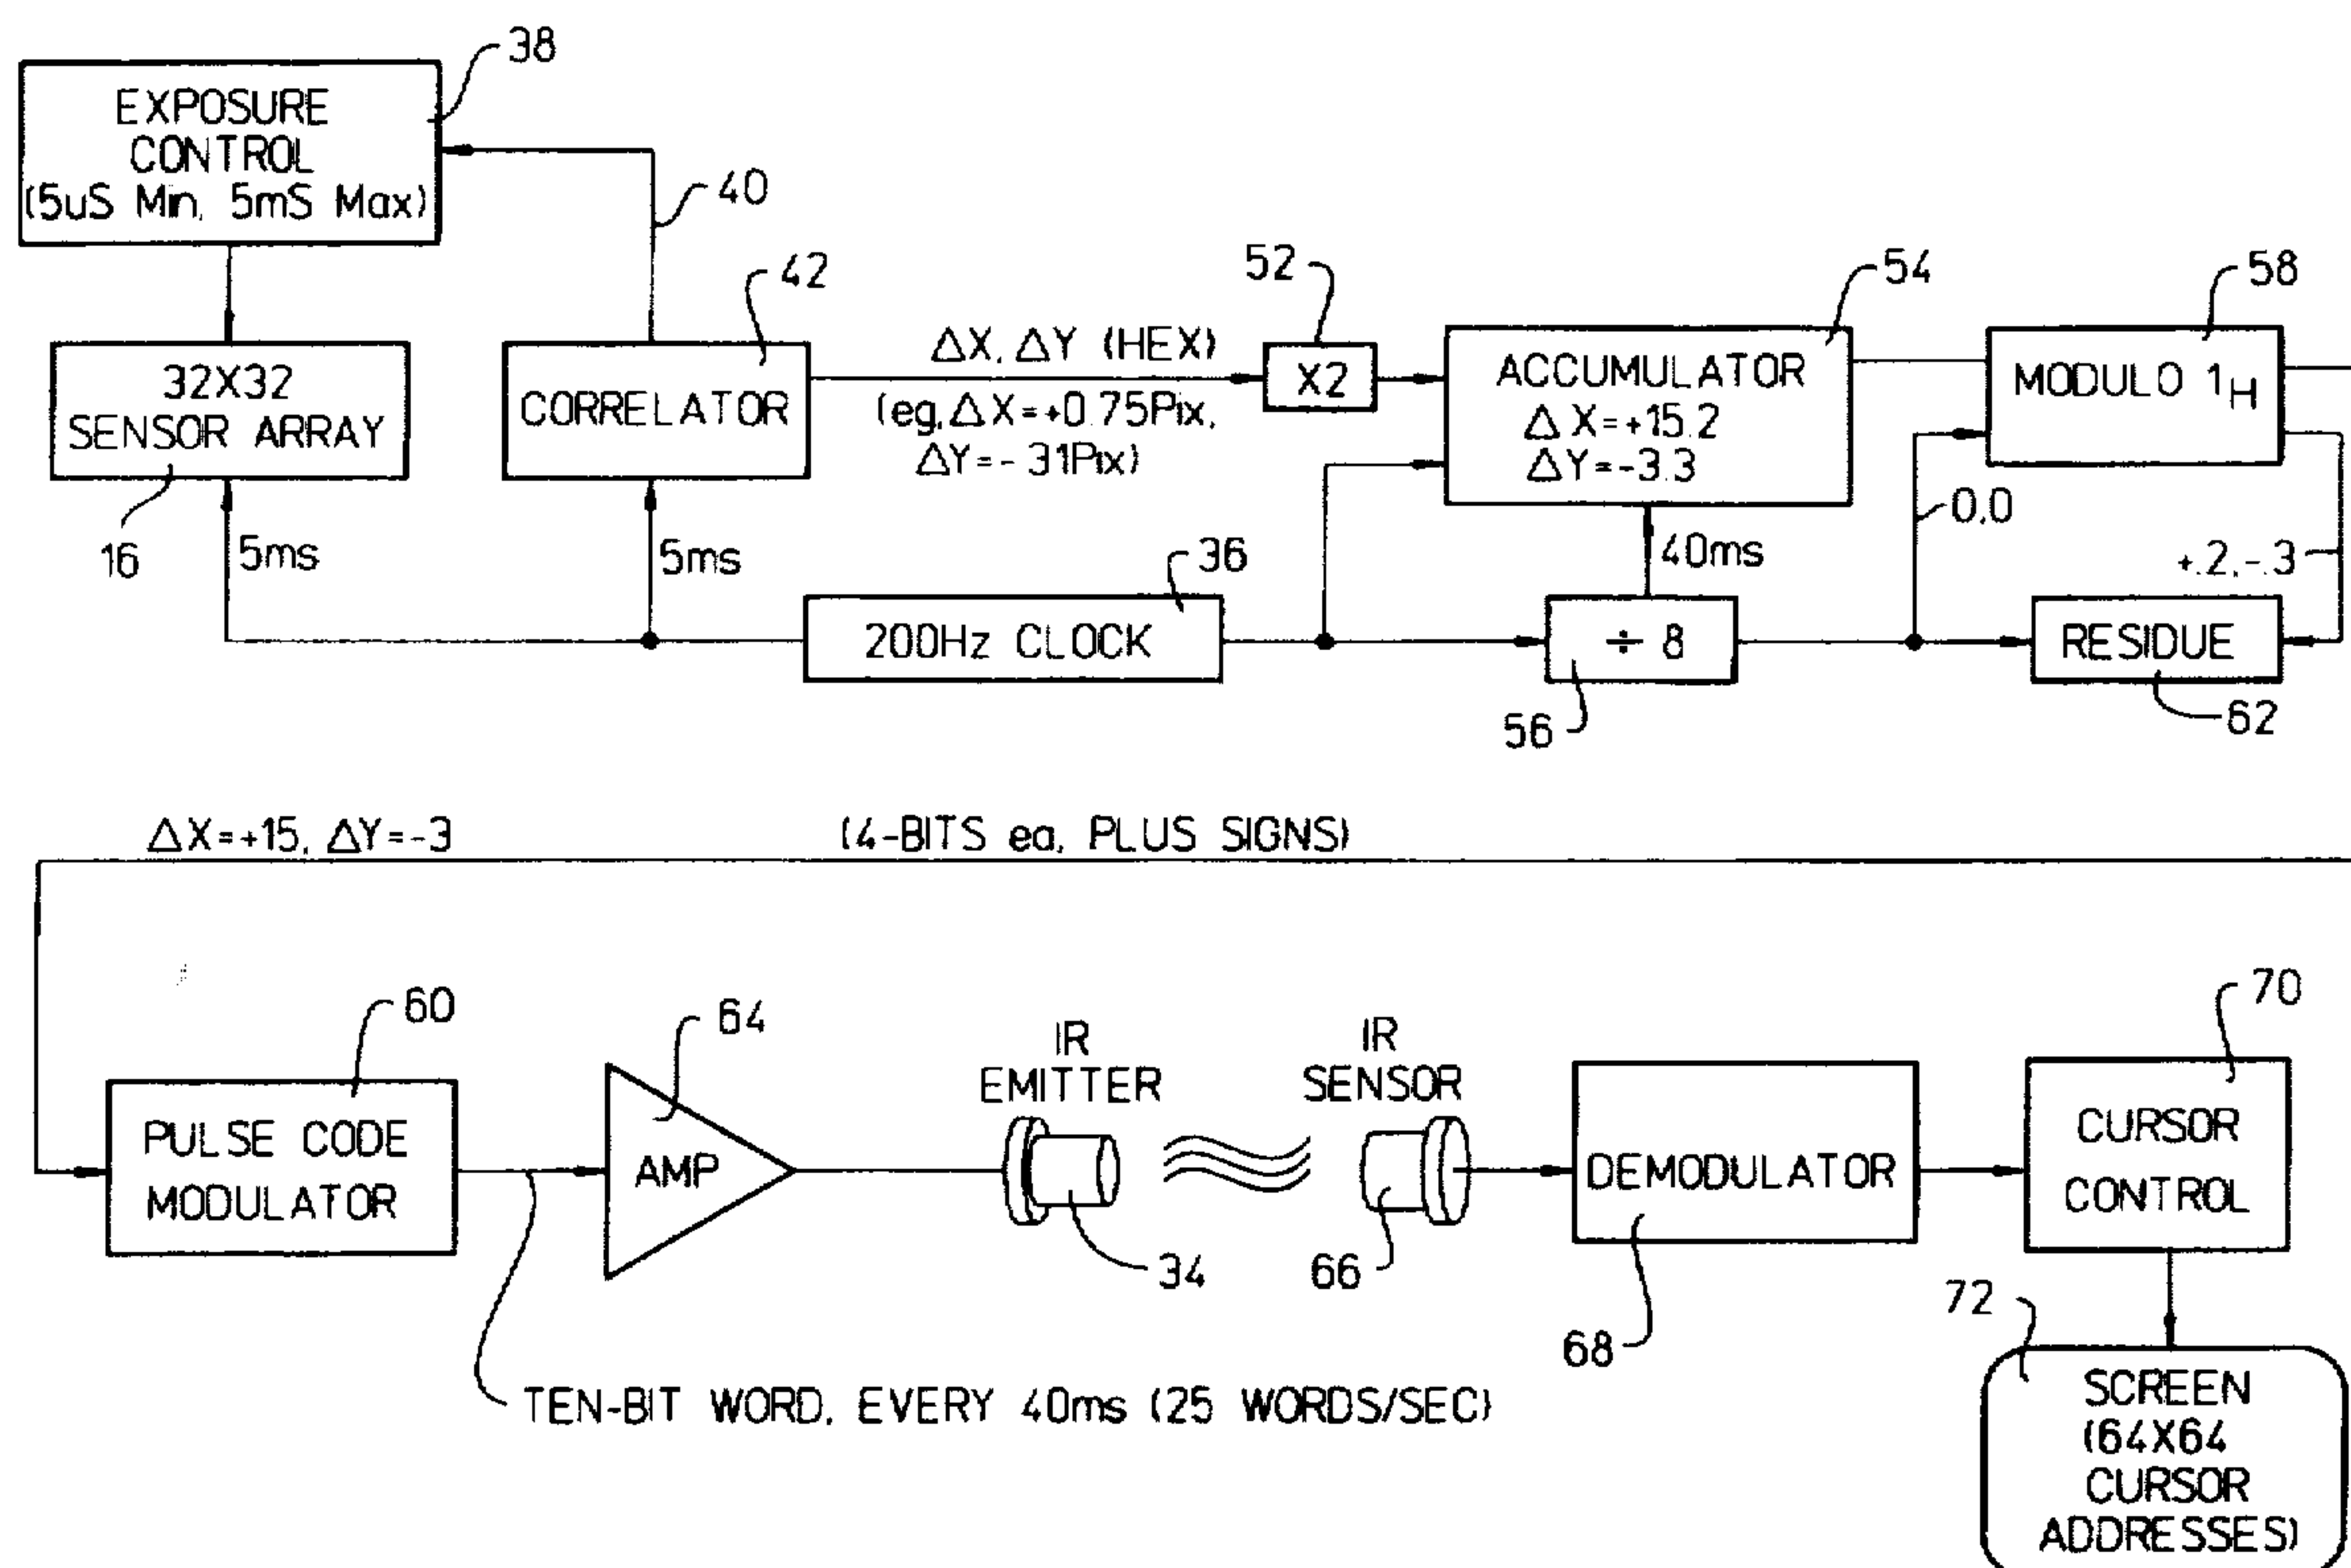 38
EXPOSURE
CONTROL
(5uS Min, 5mS Max)
40
42
52
54
58
32X32
SENSOR ARRAY
16
CORRELATOR
ΔX, ΔY (HEX)
(eg, ΔX=+0.75Pix,
ΔY=-.31Pix)
X2
ACCUMULATOR
ΔX=+15.2
ΔY=-3.3
MODULO 1H
0,0
+.2,-.3
5ms
5ms
36
40ms
200Hz CLOCK
÷ 8
56
RESIDUE
62
ΔX=+15, ΔY=-3
(4-BITS ea, PLUS SIGNS)
60
PULSE CODE
MODULATOR
64
AMP
IR
EMITTER
34
IR
SENSOR
66
DEMODULATOR
68
70
CURSOR
CONTROL
TEN-BIT WORD, EVERY 40ms (25 WORDS/SEC)
72
SCREEN
(64X64
CURSOR
ADDRESSES)